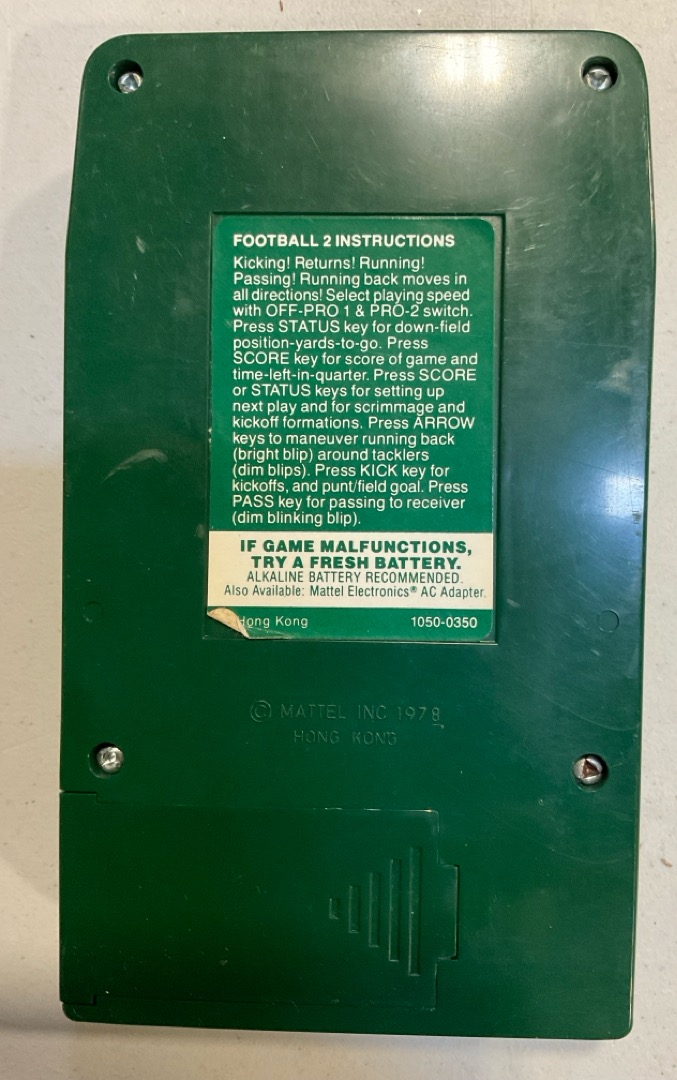 FOOTBALL 2 INSTRUCTIONS
Kicking! Returns! Running!
Passing! Running back moves in
all directions! Select playing speed
with OFF-PRO 1 & PRO-2 switch.
Press STATUS key for down-field
position-yards-to-go. Press
SCORE key for score of game and
time-left-in-quarter. Press SCORE
or STATUS keys for setting up
next play and for scrimmage and
kickoff formations. Press ARROW
keys to maneuver running back
(bright blip) around tacklers
(dim blips). Press KICK key for
kickoffs, and punt/field goal. Press
PASS key for passing to receiver
(dim blinking blip).
IF GAME MALFUNCTIONS,
TRY A FRESH BATTERY.
ALKALINE BATTERY RECOMMENDED.
Also Available: Mattel Electronics® AC Adapter.
Hong Kong 1050-0350
© MATTEL INC 1978
HONG KONG